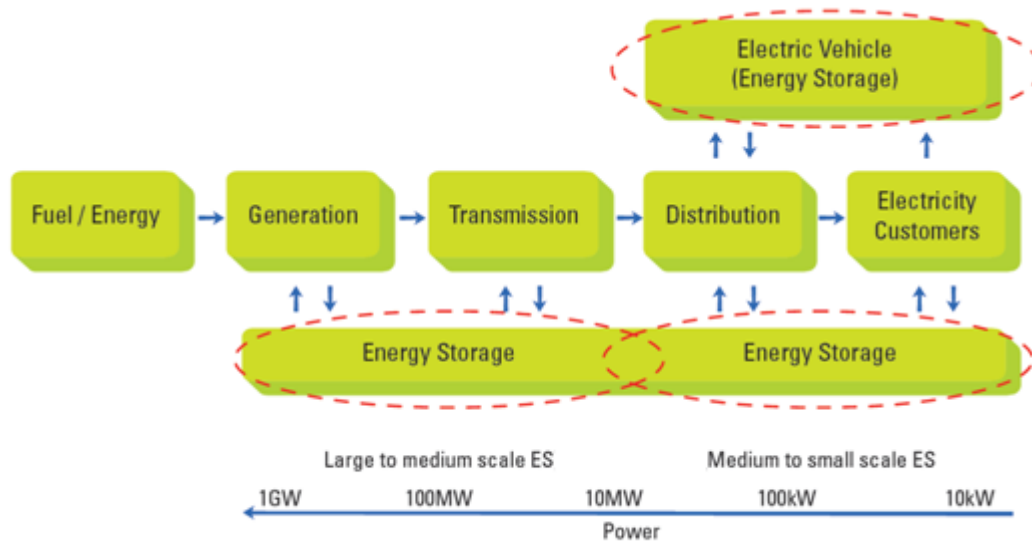 Electric Vehicle
(Energy Storage)
Fuel / Energy
Generation
Transmission
Distribution
Electricity
Customers
Energy Storage
Energy Storage
Large to medium scale ES
Medium to small scale ES
1GW
100MW
10MW
100kW
10kW
Power